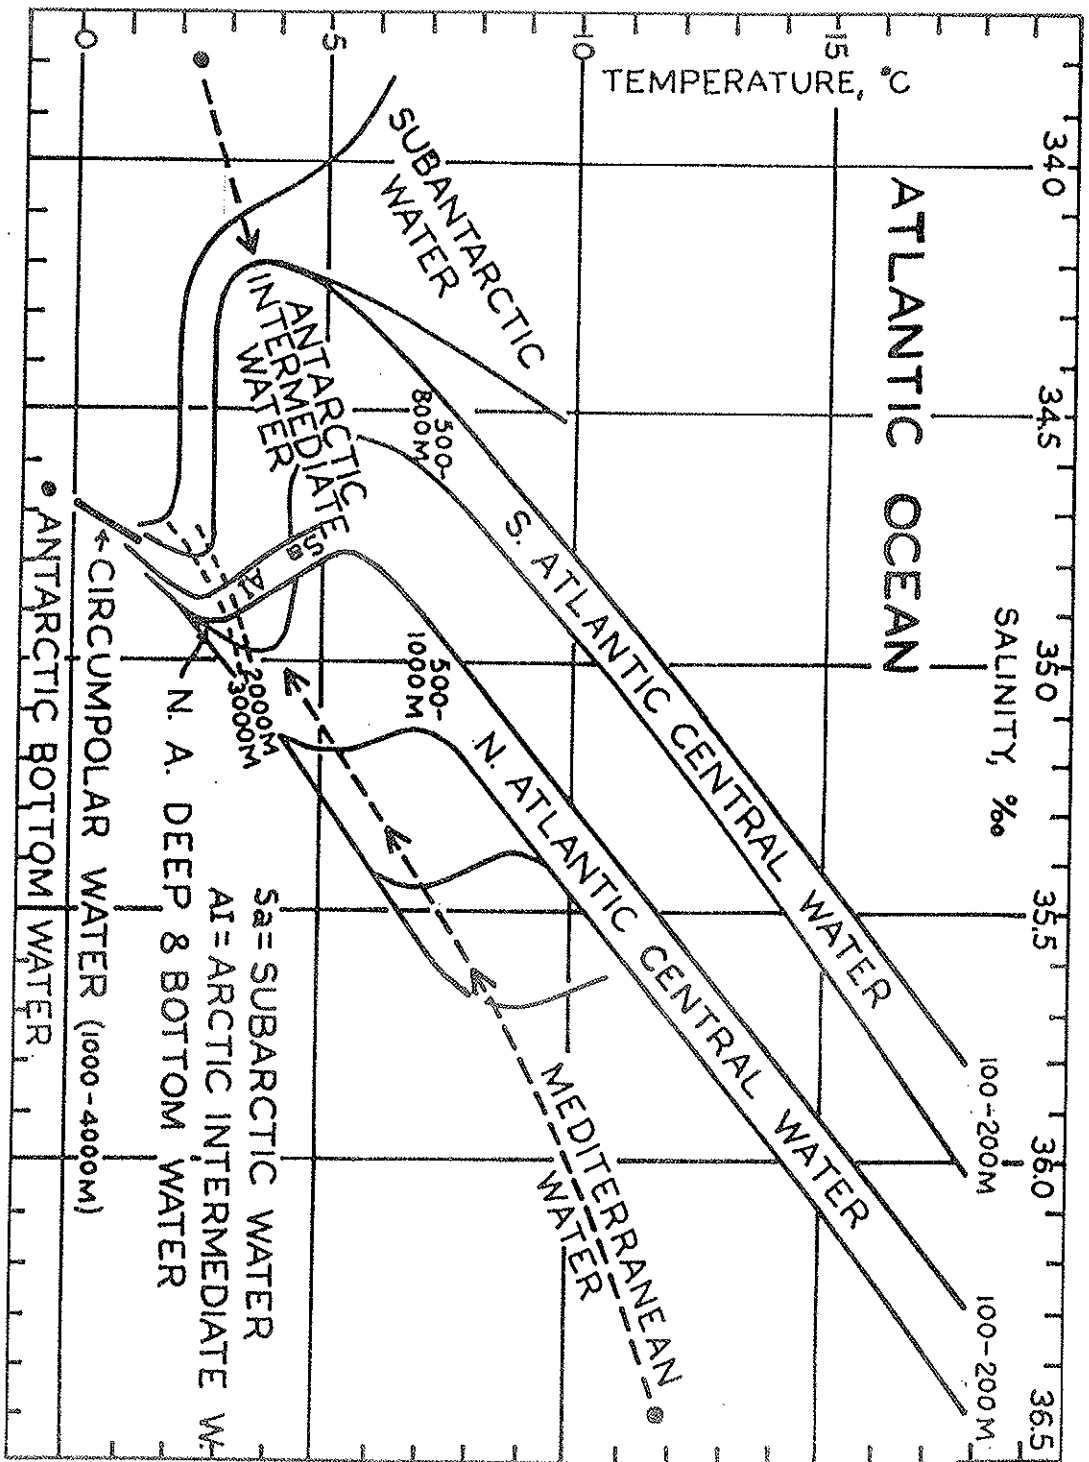 SALINITY, ‰
34.0
34.5
35.0
35.5
36.0
36.5
ATLANTIC OCEAN
TEMPERATURE, °C
15
10
5
0
100-200M
100-200M
S. ATLANTIC CENTRAL WATER
N. ATLANTIC CENTRAL WATER
SUBANTARCTIC
WATER
500-
800M
500-
1000M
MEDITERRANEAN
WATER
ANTARCTIC
INTERMEDIATE
WATER
Sa
AI
2000M
3000M
Sa = SUBARCTIC WATER
AI = ARCTIC INTERMEDIATE W.
N. A. DEEP & BOTTOM WATER
CIRCUMPOLAR WATER (1000-4000M)
ANTARCTIC BOTTOM WATER